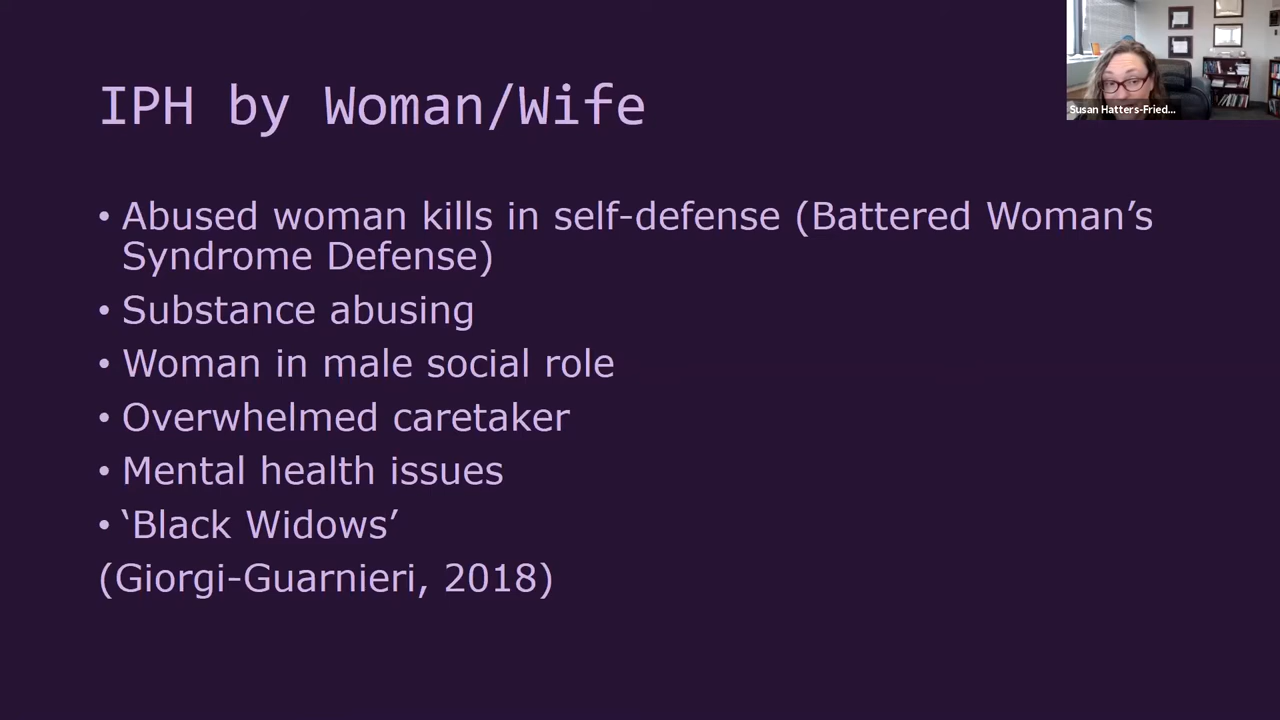 IPH by Woman/Wife
Susan Hatters-Fried...
• Abused woman kills in self-defense (Battered Woman’s
Syndrome Defense)
• Substance abusing
• Woman in male social role
• Overwhelmed caretaker
• Mental health issues
• ‘Black Widows’
(Giorgi-Guarnieri, 2018)